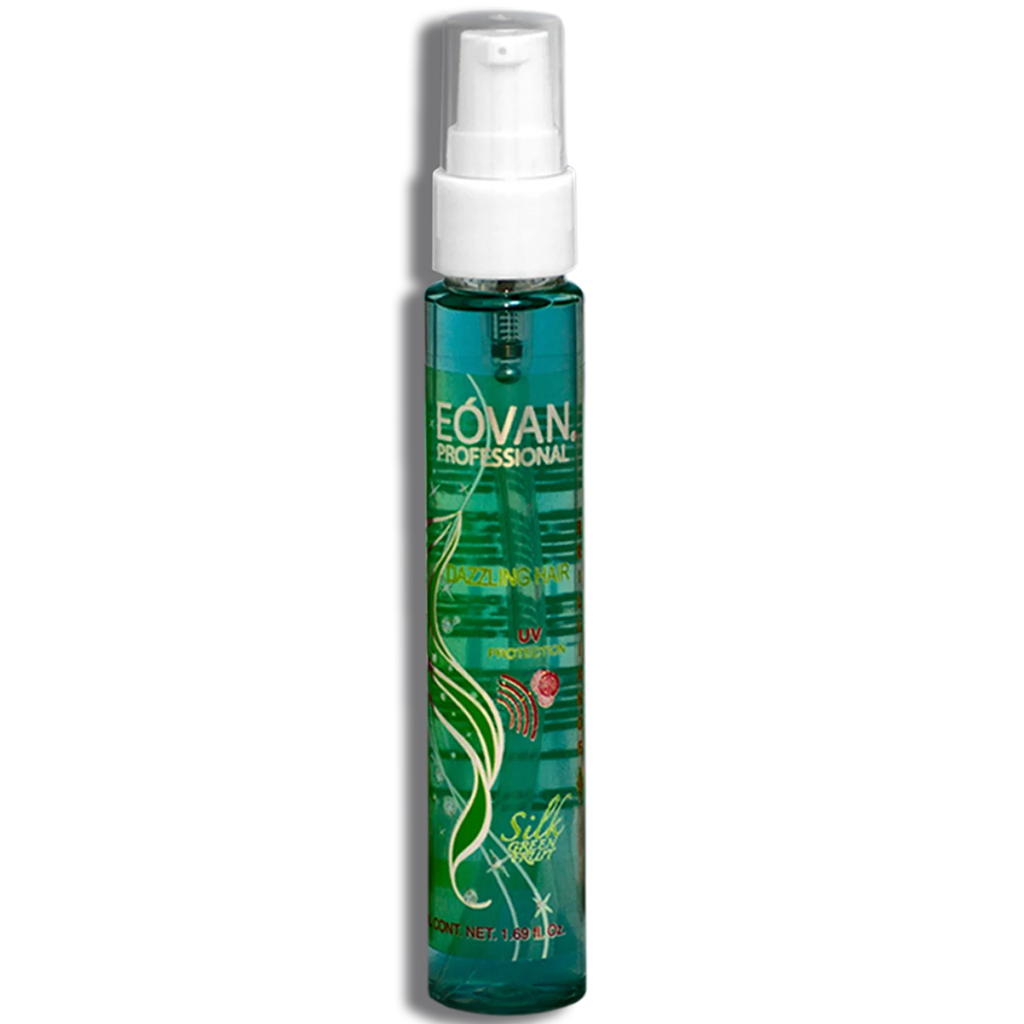 EÓVAN
PROFESSIONAL
DAZZLING HAIR
UV
PROTECTION
Silk
GREEN
FRUIT
CONT. NET. 1.69 fl. Oz.